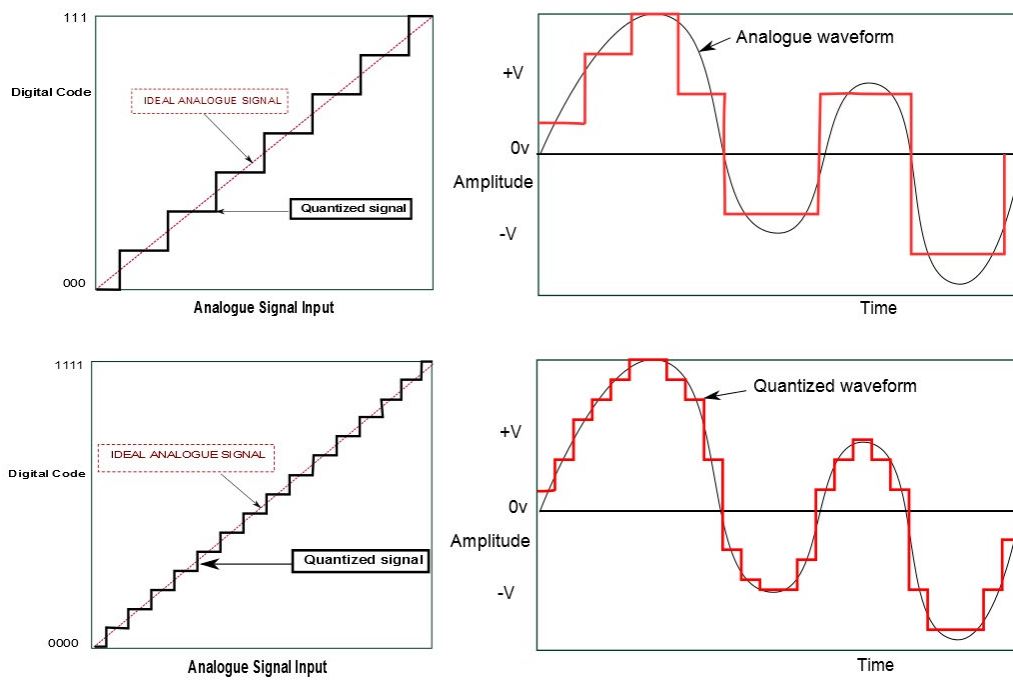 111
Digital Code
IDEAL ANALOGUE SIGNAL
Quantized signal
000
Analogue Signal Input
Analogue waveform
+V
0v
Amplitude
-V
Time
1111
IDEAL ANALOGUE SIGNAL
Digital Code
Quantized signal
0000
Analogue Signal Input
Quantized waveform
+V
0v
Amplitude
-V
Time